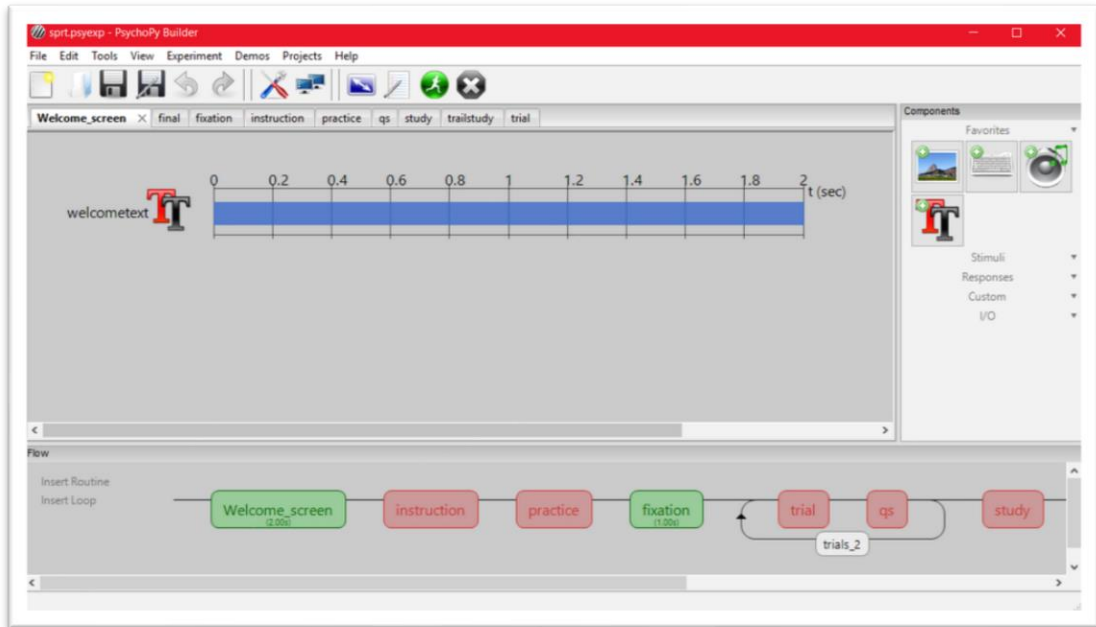 sprt.psyexp - PsychoPy Builder
File Edit Tools View Experiment Demos Projects Help
Welcome_screen × final fixation instruction practice qs study trailstudy trial
Components
Favorites
0 0.2 0.4 0.6 0.8 1 1.2 1.4 1.6 1.8 2
t (sec)
welcometext
Stimuli
Responses
Custom
I/O
Flow
Insert Routine
Insert Loop
Welcome_screen
(2.00s)
instruction
practice
fixation
(1.00s)
trial
qs
study
trials_2